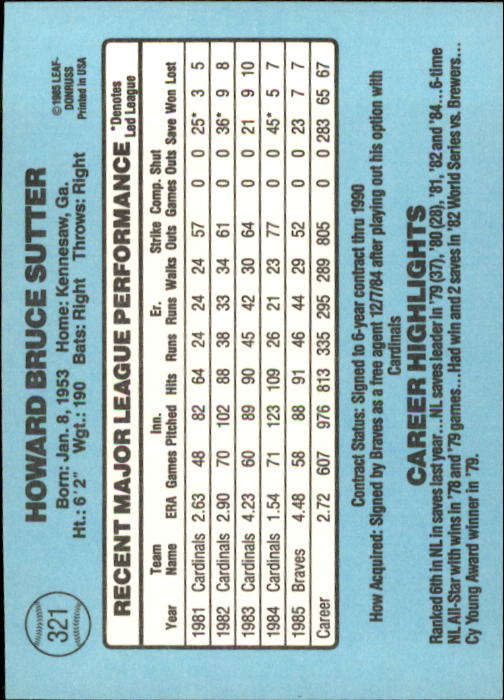 321
HOWARD BRUCE SUTTER
©1985 LEAF-
DONRUSS
Printed in USA
Born: Jan. 8, 1953 Home: Kennesaw, Ga.
Ht.: 6'2" Wgt.: 190 Bats: Right Throws: Right
RECENT MAJOR LEAGUE PERFORMANCE
*Denotes
Led League
Team Inn. Er. Strike Comp. Shut
Year Name ERA Games Pitched Hits Runs Runs Walks Outs Games Outs Save Won Lost
1981 Cardinals 2.63 48 82 64 24 24 24 57 0 0 25* 3 5
1982 Cardinals 2.90 70 102 88 38 33 34 61 0 0 36* 9 8
1983 Cardinals 4.23 60 89 90 45 42 30 64 0 0 21 9 10
1984 Cardinals 1.54 71 123 109 26 21 23 77 0 0 45* 5 7
1985 Braves 4.48 58 88 91 46 44 29 52 0 0 23 7 7
Career 2.72 607 976 813 335 295 289 805 0 0 283 65 67
Contract Status: Signed to 6-year contract thru 1990
How Acquired: Signed by Braves as a free agent 12/7/84 after playing out his option with
Cardinals
CAREER HIGHLIGHTS
Ranked 6th in NL in saves last year... NL saves leader in '79 (37), '80 (28), '81, '82 and '84... 6-time
NL All-Star with wins in '78 and '79 games... Had win and 2 saves in '82 World Series vs. Brewers...
Cy Young Award winner in '79.